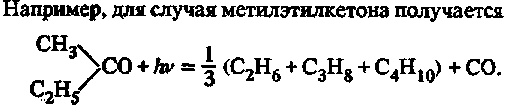 Например, для случая метилэтилкетона получается
CH₃
CO + hν = 1/3 (C₂H₆ + C₃H₈ + C₄H₁₀) + CO.
C₂H₅